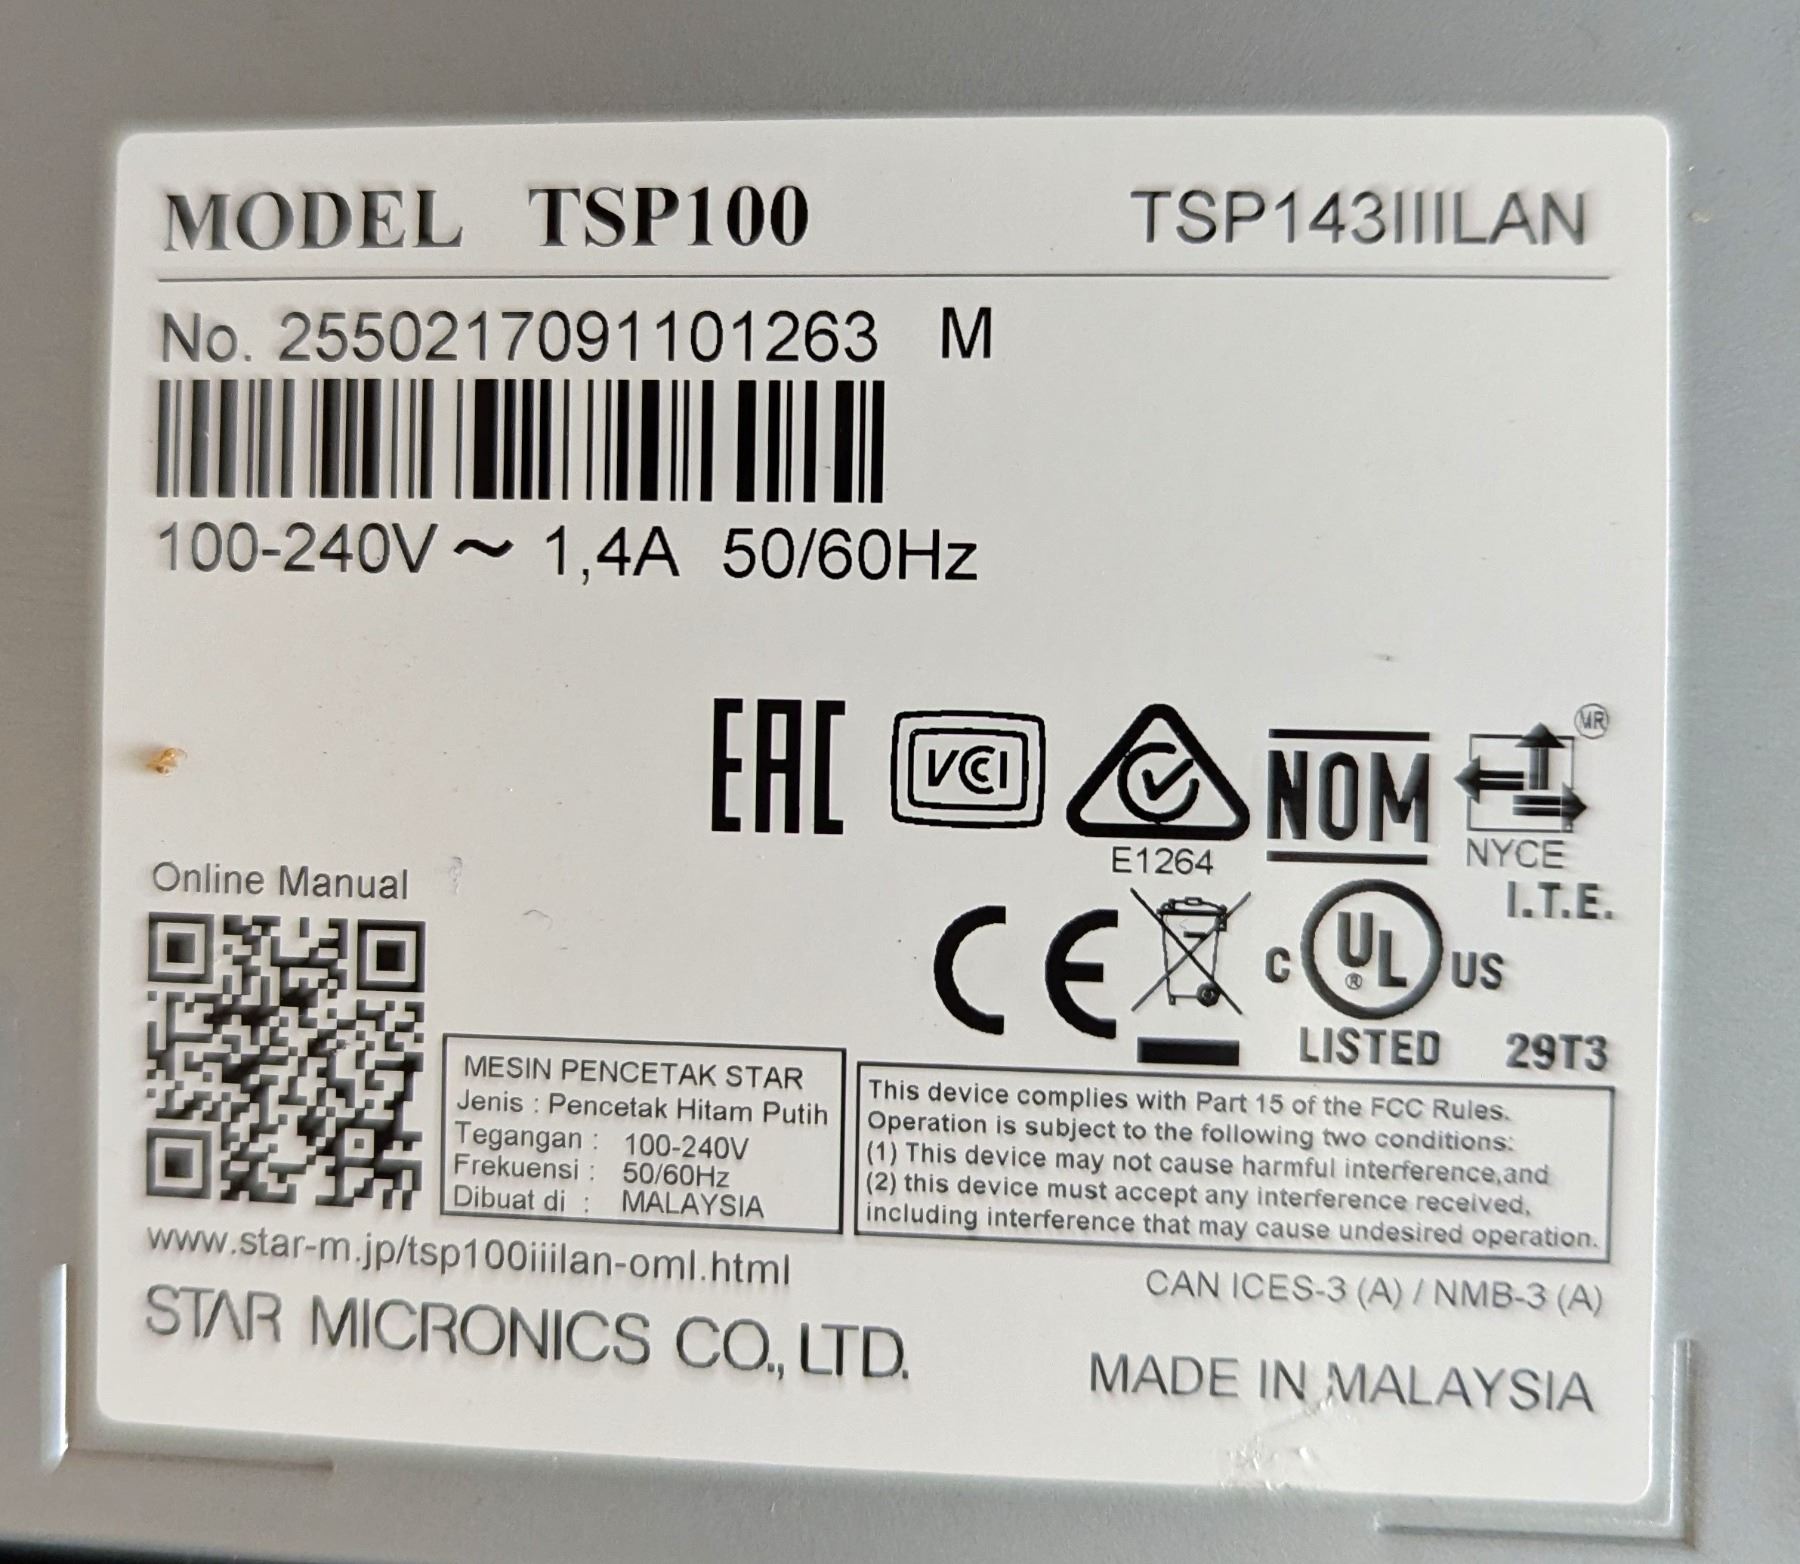 MODEL TSP100 TSP143IIILAN
No. 2550217091101263 M
100-240V ~ 1,4A 50/60Hz
EAC VCCI NOM MR
E1264 NYCE
Online Manual I.T.E.
CE c UL ® US
LISTED 29T3
MESIN PENCETAK STAR
Jenis : Pencetak Hitam Putih
Tegangan : 100-240V
Frekuensi : 50/60Hz
Dibuat di : MALAYSIA
This device complies with Part 15 of the FCC Rules.
Operation is subject to the following two conditions:
(1) This device may not cause harmful interference,and
(2) this device must accept any interference received,
including interference that may cause undesired operation.
www.star-m.jp/tsp100iiilan-oml.html
CAN ICES-3 (A) / NMB-3 (A)
STAR MICRONICS CO., LTD.
MADE IN MALAYSIA